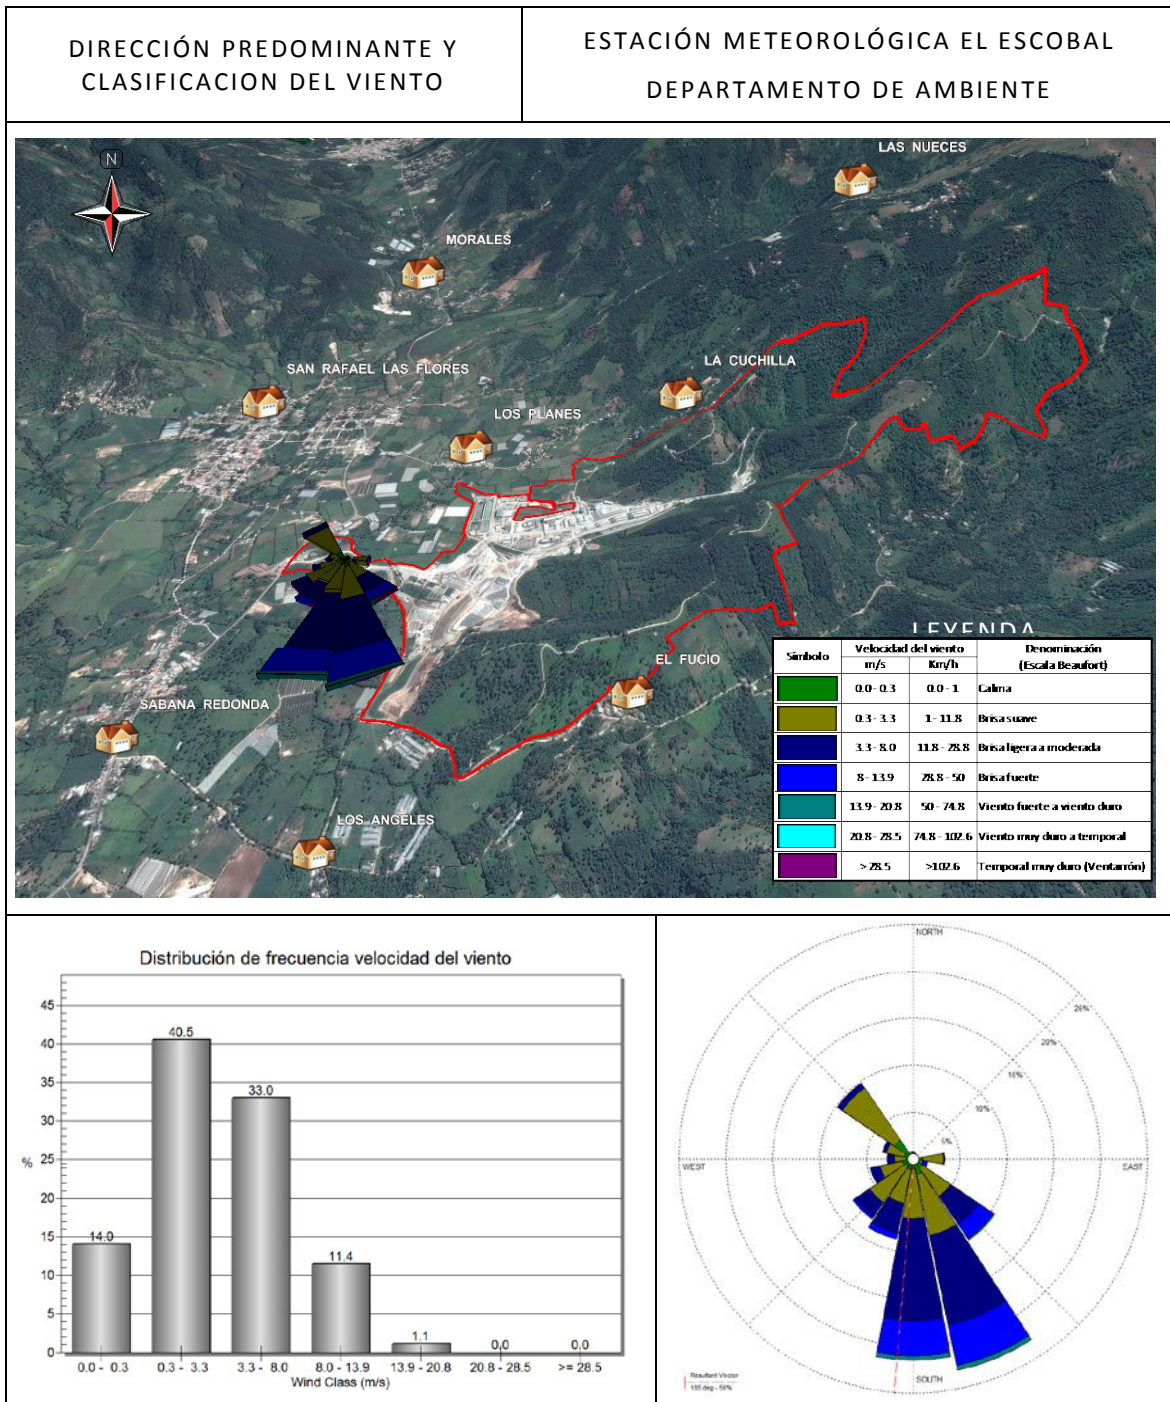 DIRECCIÓN PREDOMINANTE Y
CLASIFICACION DEL VIENTO
ESTACIÓN METEOROLÓGICA EL ESCOBAL
DEPARTAMENTO DE AMBIENTE
N
LAS NUECES
MORALES
SAN RAFAEL LAS FLORES
LA CUCHILLA
LOS PLANES
EL FUCIO
SABANA REDONDA
LOS ANGELES
LEYENDA
Símbolo Velocidad del viento Denominación
m/s Km/h (Escala Beaufort)
0.0 - 0.3 0.0 - 1 Calma
0.3 - 3.3 1 - 11.8 Brisa suave
3.3 - 8.0 11.8 - 28.8 Brisa ligera a moderada
8 - 13.9 28.8 - 50 Brisa fuerte
13.9 - 20.8 50 - 74.8 Viento fuerte a viento duro
20.8 - 28.5 74.8 - 102.6 Viento muy duro a temporal
> 28.5 >102.6 Temporal muy duro (Ventarrón)
Distribución de frecuencia velocidad del viento
45
40
35
30
25
20
15
10
5
0
%
14.0
40.5
33.0
11.4
1.1
0.0
0.0
0.0 - 0.3 0.3 - 3.3 3.3 - 8.0 8.0 - 13.9 13.9 - 20.8 20.8 - 28.5 >= 28.5
Wind Class (m/s)
NORTH
25%
20%
15%
10%
5%
WEST
EAST
SOUTH
Resultant Vector